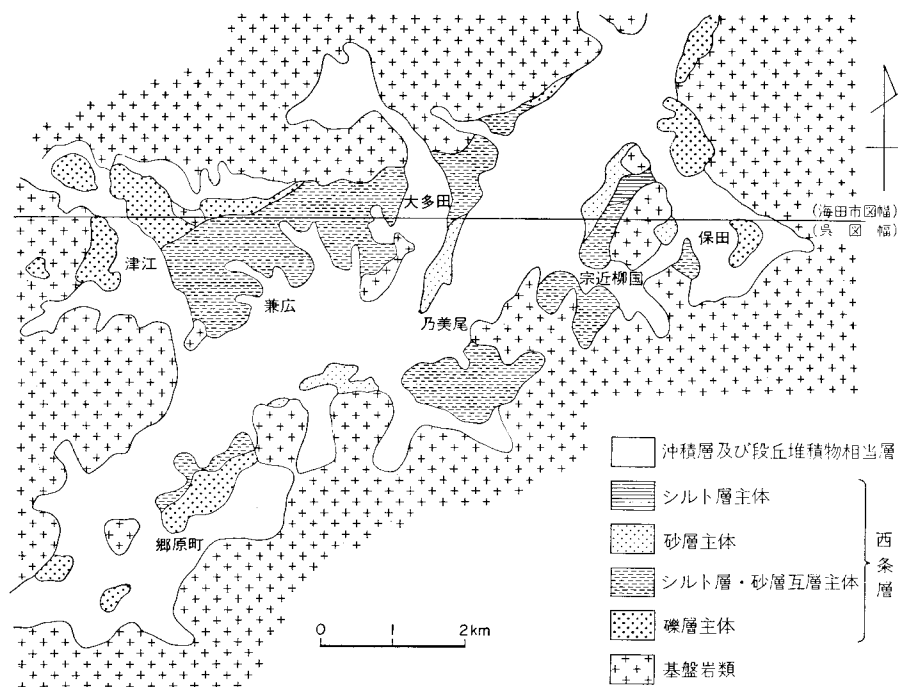 大多田
(海田市図幅)
(呉図幅)
保田
津江
宗近柳国
兼広
乃美尾
郷原町
0 1 2km
沖積層及び段丘堆積物相当層
シルト層主体
砂層主体
シルト層・砂層互層主体
礫層主体
西条層
基盤岩類